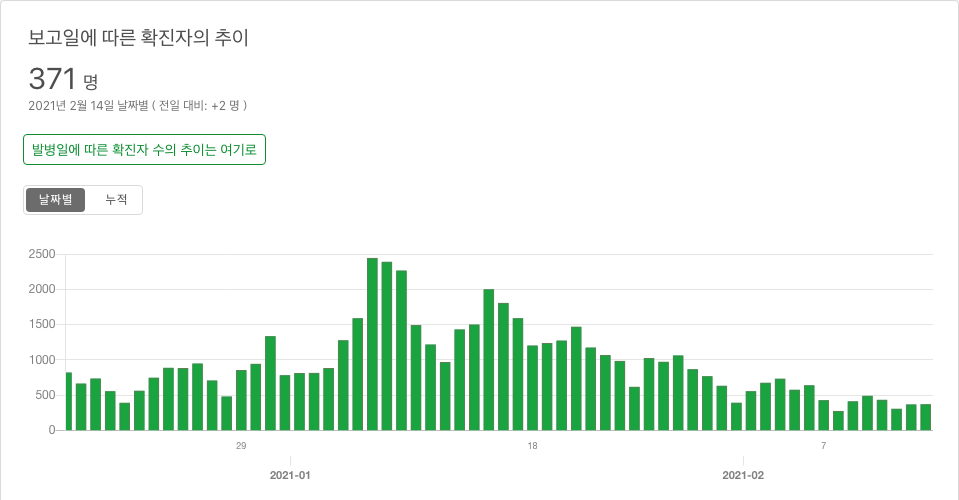 보고일에 따른 확진자의 추이
371 명
2021년 2월 14일 날짜별 ( 전일 대비: +2 명 )
발병일에 따른 확진자 수의 추이는 여기로
날짜별 누적
2500
2000
1500
1000
500
0
29 18 7
2021-01 2021-02